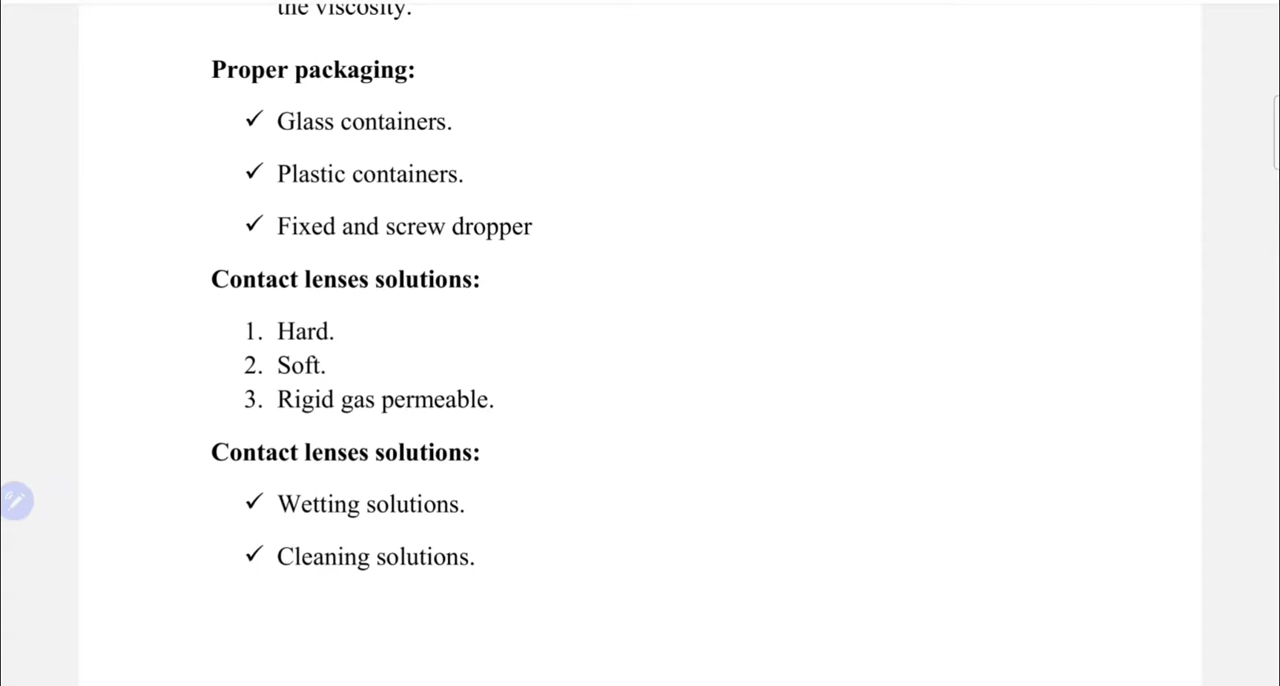 the viscosity.
Proper packaging:
✓ Glass containers.
✓ Plastic containers.
✓ Fixed and screw dropper
Contact lenses solutions:
1. Hard.
2. Soft.
3. Rigid gas permeable.
Contact lenses solutions:
✓ Wetting solutions.
✓ Cleaning solutions.